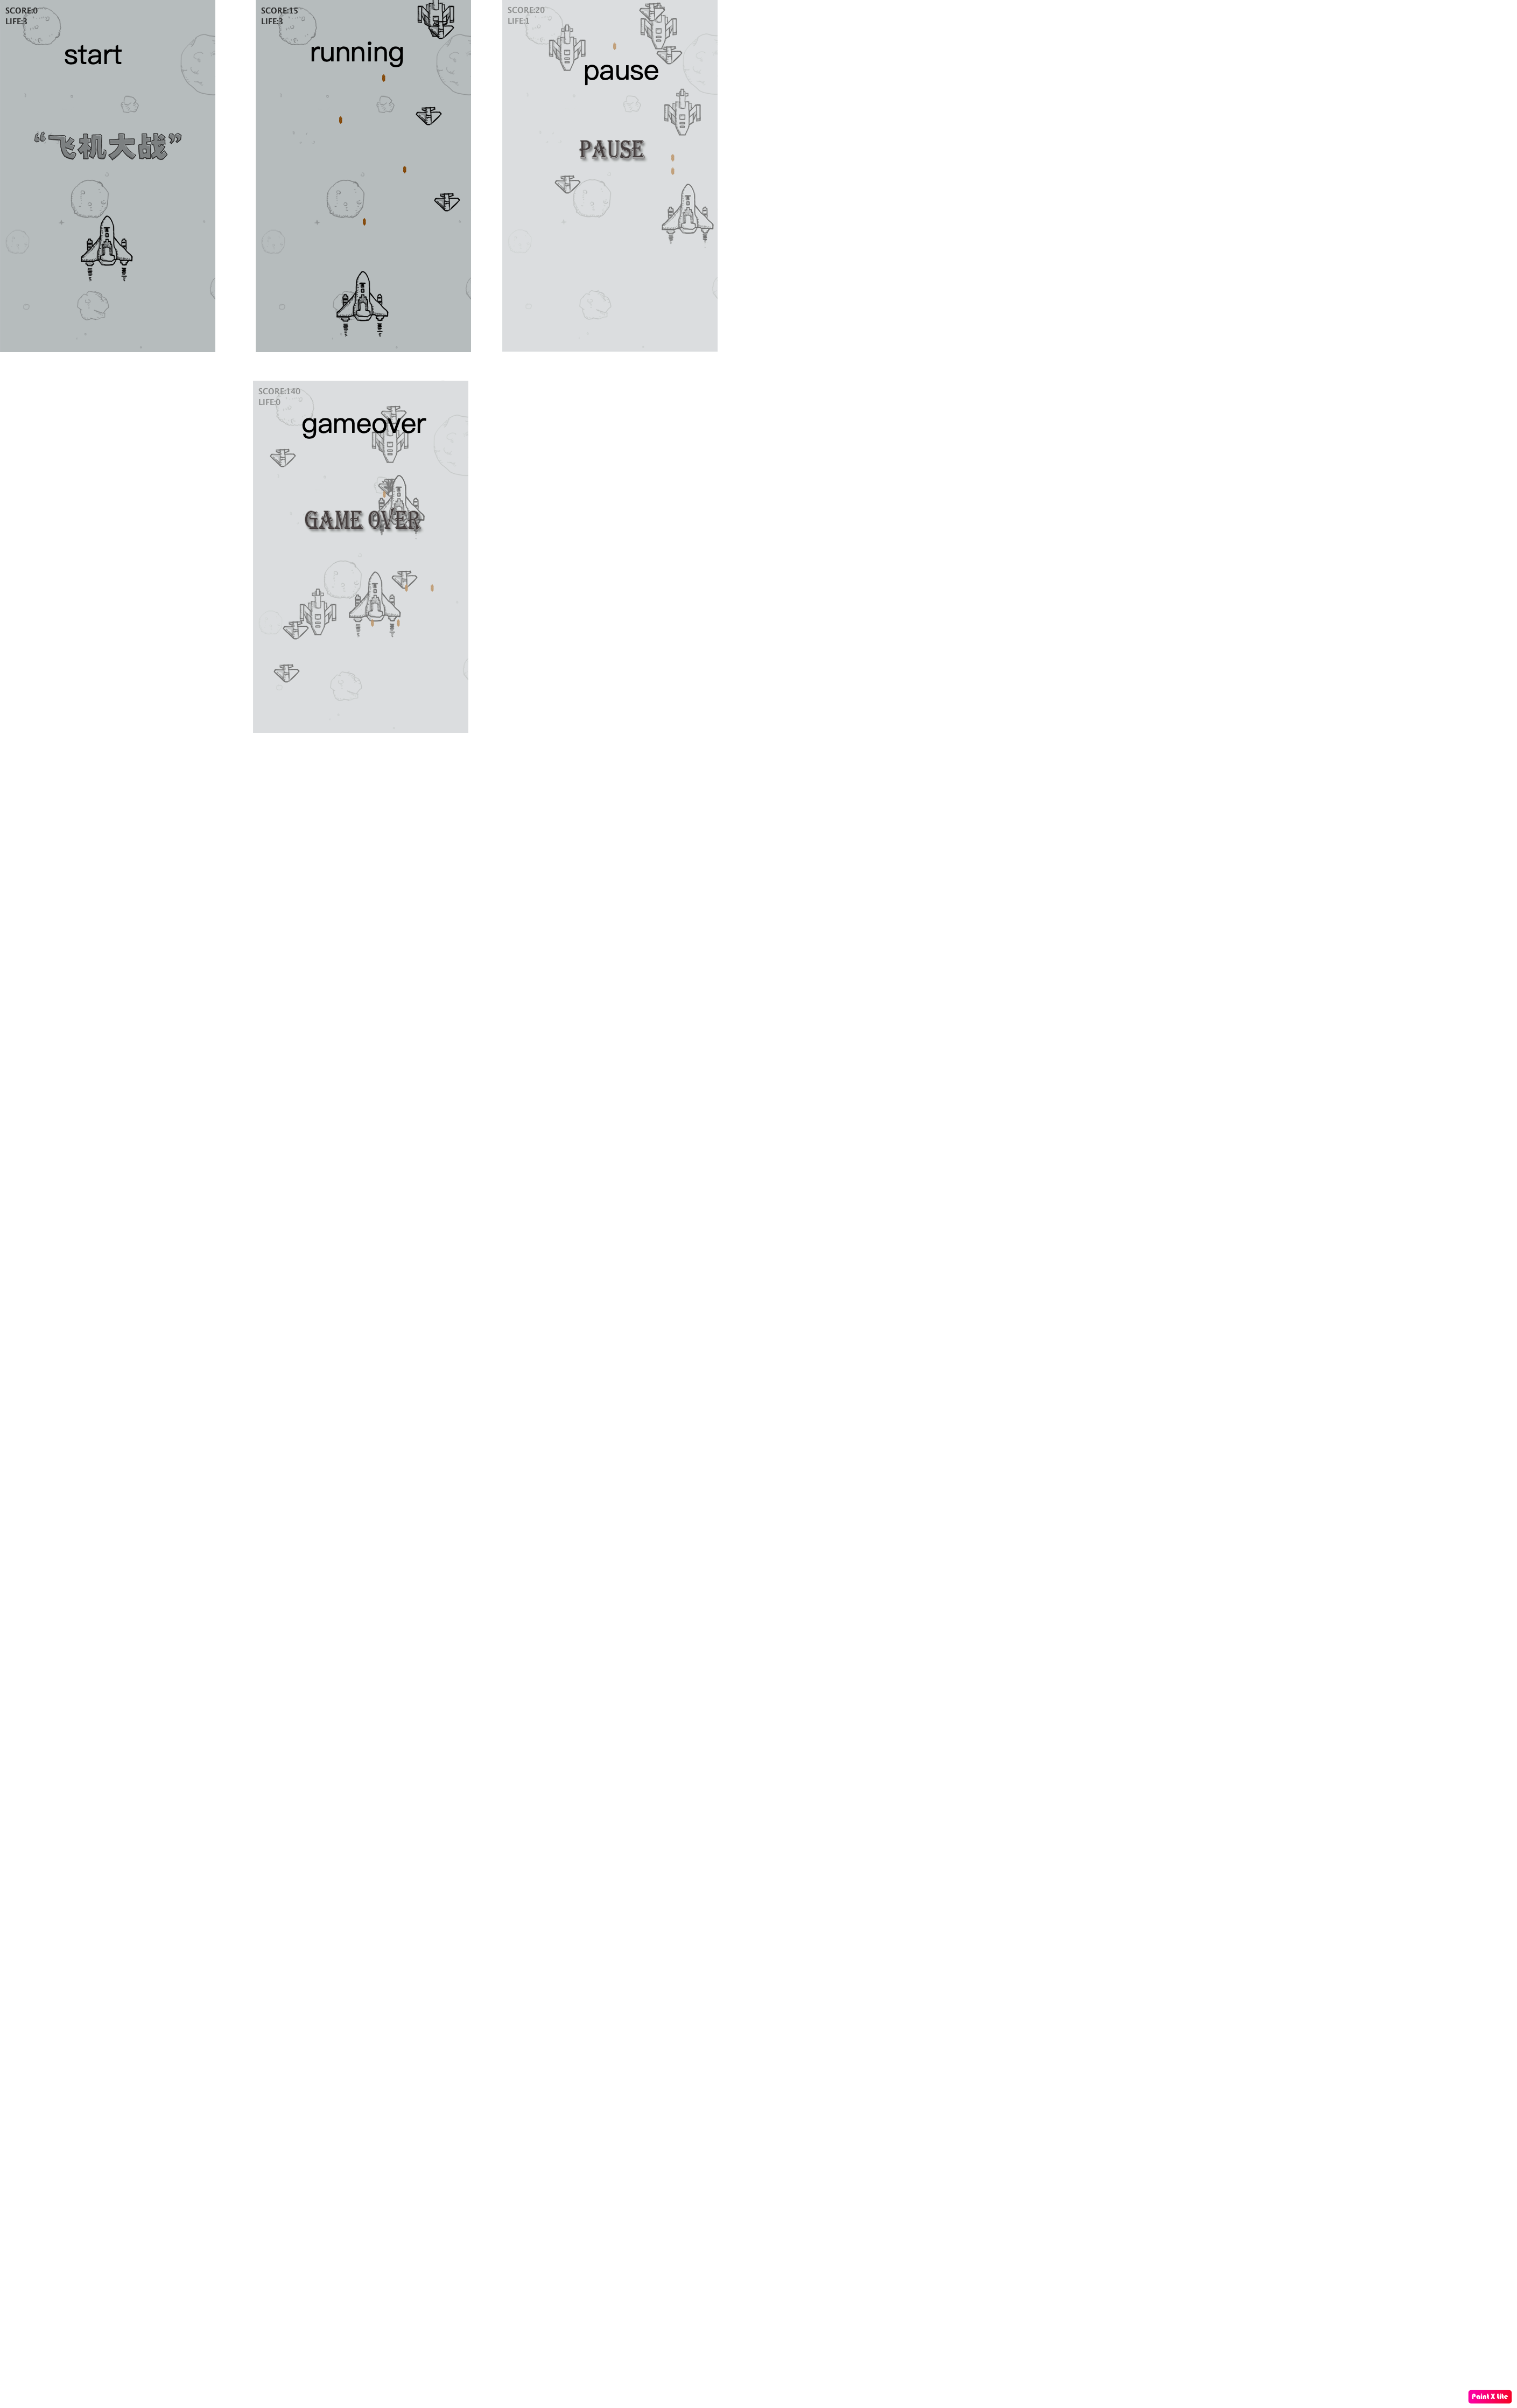 SCORE:0
LIFE:3
start
“飞机大战”
SCORE:15
LIFE:3
running
SCORE:20
LIFE:1
pause
PAUSE
SCORE:140
LIFE:0
gameover
GAME OVER
Paint X Lite